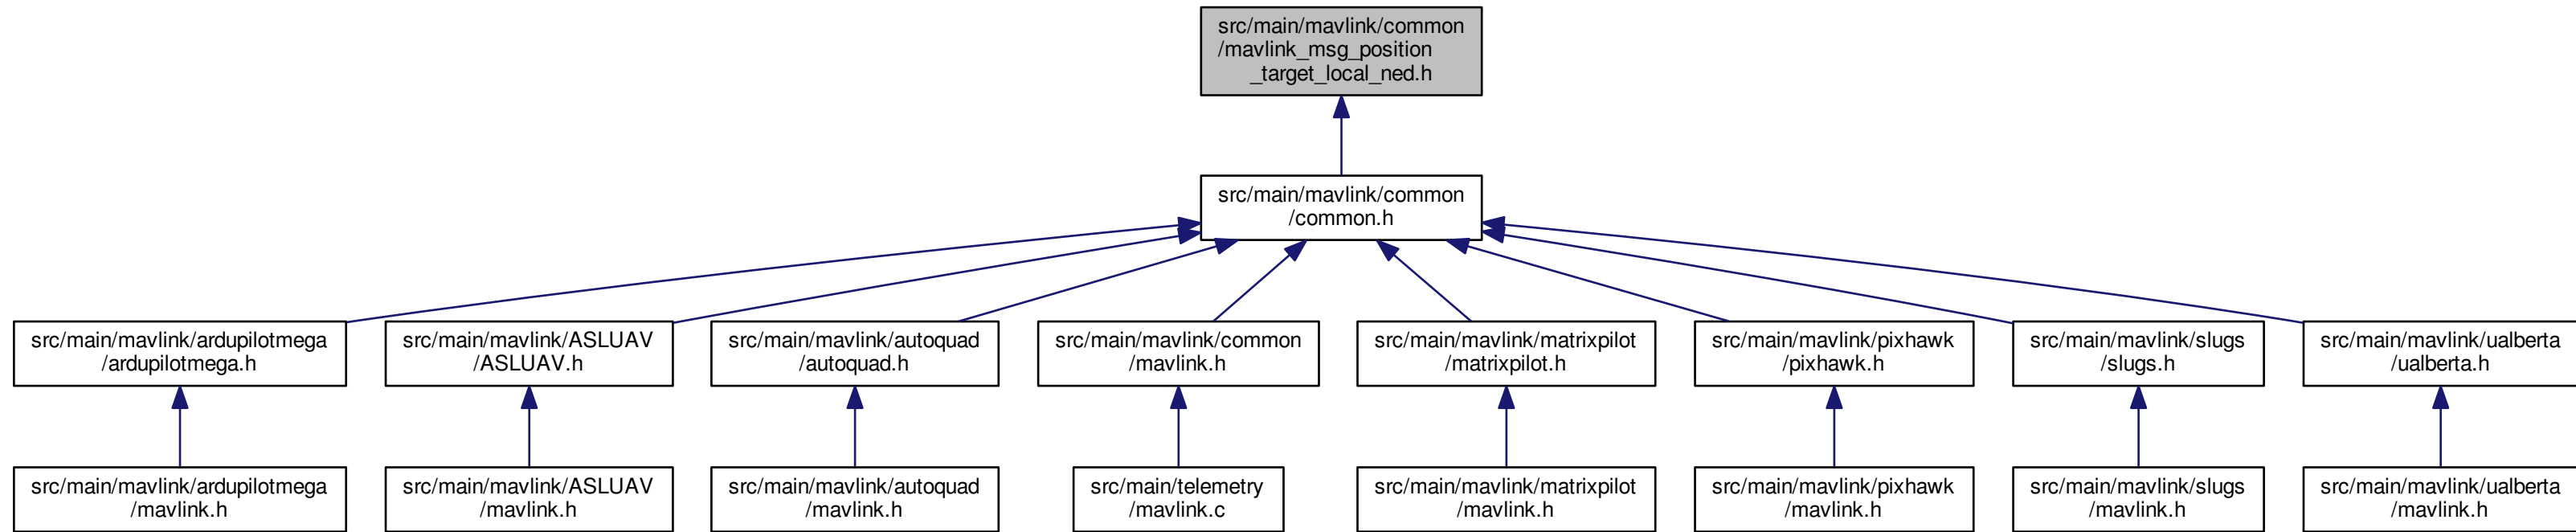 src/main/mavlink/common
/mavlink_msg_position
_target_local_ned.h
src/main/mavlink/common
/common.h
src/main/mavlink/ardupilotmega
/ardupilotmega.h
src/main/mavlink/ASLUAV
/ASLUAV.h
src/main/mavlink/autoquad
/autoquad.h
src/main/mavlink/common
/mavlink.h
src/main/mavlink/matrixpilot
/matrixpilot.h
src/main/mavlink/pixhawk
/pixhawk.h
src/main/mavlink/slugs
/slugs.h
src/main/mavlink/ualberta
/ualberta.h
src/main/mavlink/ardupilotmega
/mavlink.h
src/main/mavlink/ASLUAV
/mavlink.h
src/main/mavlink/autoquad
/mavlink.h
src/main/telemetry
/mavlink.c
src/main/mavlink/matrixpilot
/mavlink.h
src/main/mavlink/pixhawk
/mavlink.h
src/main/mavlink/slugs
/mavlink.h
src/main/mavlink/ualberta
/mavlink.h